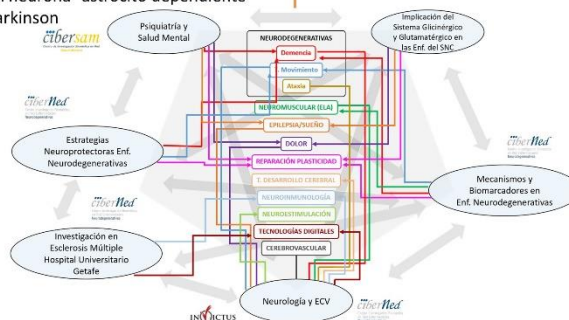 neurona- astrocito dependiente
arkinson
Psiquiatría y
Salud Mental
Implicación del
Sistema Glicinérgico
y Glutamatérgico en
las Enf. del SNC
cibersam
NEURODEGENERATIVAS
Demencia
Movimiento
Ataxia
NEUROMUSCULAR (ELA)
EPILEPSIA/SUEÑO
DOLOR
REPARACIÓN PLASTICIDAD
T. DESARROLLO CEREBRAL
NEUROINMUNOLOGÍA
NEUROESTIMULACIÓN
TECNOLOGÍAS DIGITALES
CEREBROVASCULAR
ciberNed
Estrategias
Neuroprotectoras Enf.
Neurodegenerativas
ciberNed
Mecanismos y
Biomarcadores en
Enf. Neurodegenerativas
ciberNed
Investigación en
Esclerosis Múltiple
Hospital Universitario
Getafe
Neurología y ECV
INVICTUS
ciberNed